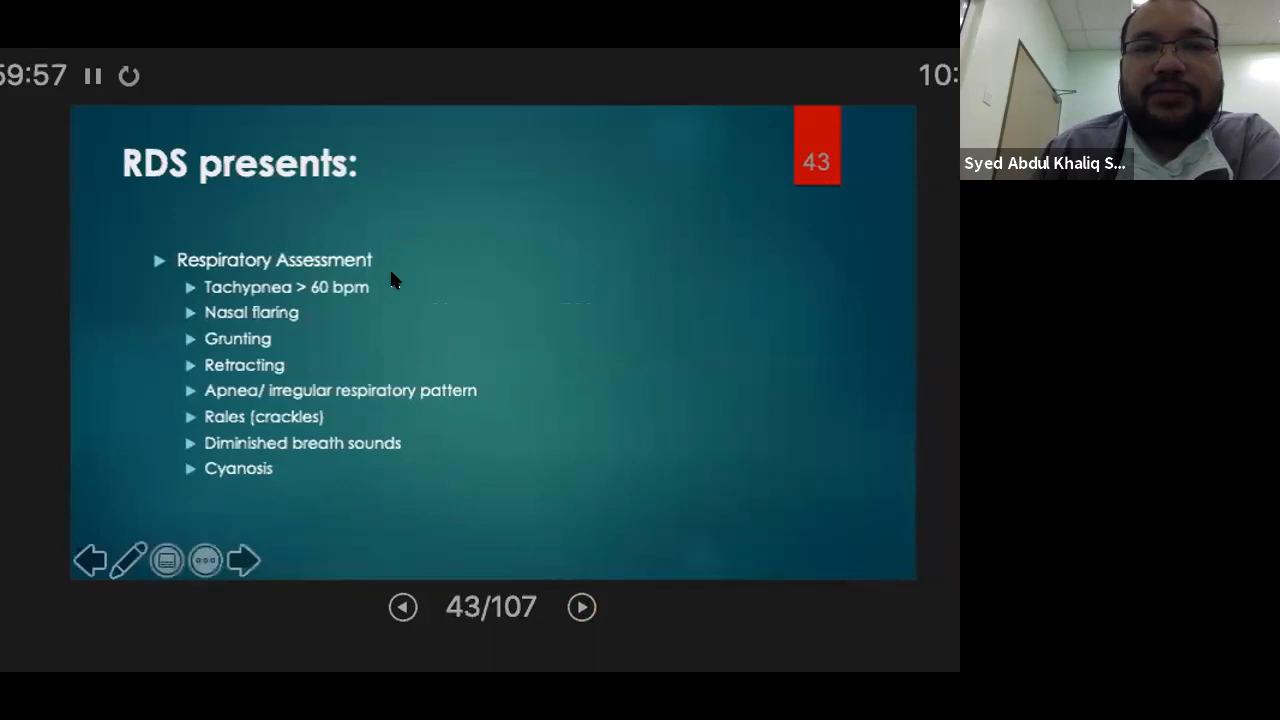 59:57
10:
RDS presents:
43
Respiratory Assessment
Tachypnea > 60 bpm
Nasal flaring
Grunting
Retracting
Apnea/ irregular respiratory pattern
Rales (crackles)
Diminished breath sounds
Cyanosis
43/107
Syed Abdul Khaliq S...